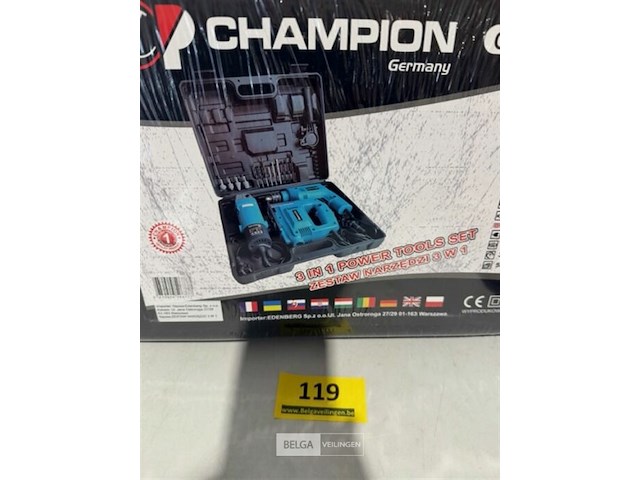 CHAMPION
Germany
3 IN 1 POWER TOOLS SET
ZESTAW NARZĘDZI 3 W 1
Importer:EDENBERG Sp.z o.o.Ul. Jana Ostroroga 27/29 01-163 Warszawa
CE
WYPRODUKOW
119
www.Belgaveilingen.be
BELGA VEILINGEN